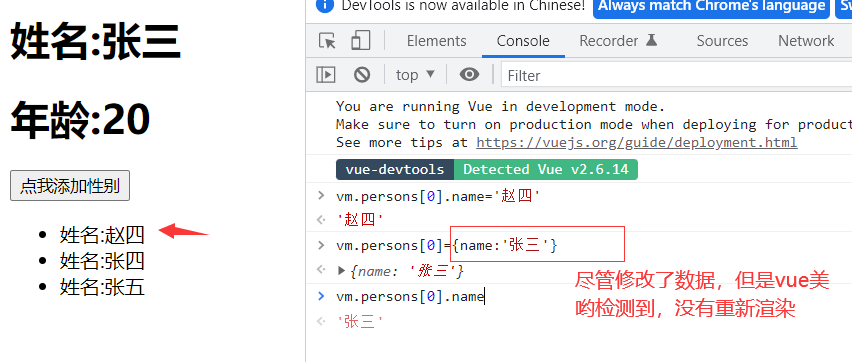 姓名:张三
年龄:20
点我添加性别
姓名:赵四
姓名:张四
姓名:张五
DevTools is now available in Chinese!
Always match Chrome's language
Sw
Elements
Console
Recorder
Sources
Network
top
Filter
You are running Vue in development mode.
Make sure to turn on production mode when deploying for product
See more tips at https://vuejs.org/guide/deployment.html
vue-devtools Detected Vue v2.6.14
vm.persons[0].name='赵四'
'赵四'
vm.persons[0]={name:'张三'}
{name: '张三'}
vm.persons[0].name
'张三'
尽管修改了数据，但是vue美
哟检测到，没有重新渲染